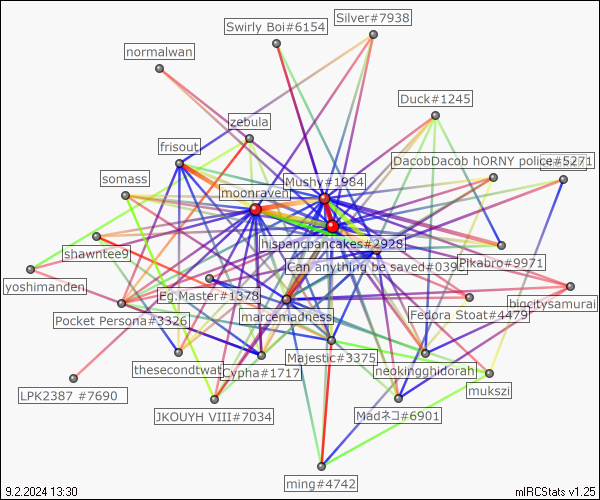 Silver#7938
Swirly Boi#6154
normalwan
Duck#1245
zebula
frisout
DacobDacob hORNY police#5271
somass
Mushy#1984
moonraven
hispancpancakes#2928
shawntee9
Can anything be saved#039
Pikabro#9971
yoshimanden
Eg.Master#1378
biocitysamurai
Pocket Persona#3326
marcemadness
Fedora Stoat#4479
Majestic#3375
thesecondtwat
Cypha#1717
neokingghidorah
LPK2387 #7690
mukszi
JKOUYH VIII#7034
Madネコ#6901
ming#4742
9.2.2024 13:30
mIRCStats v1.25